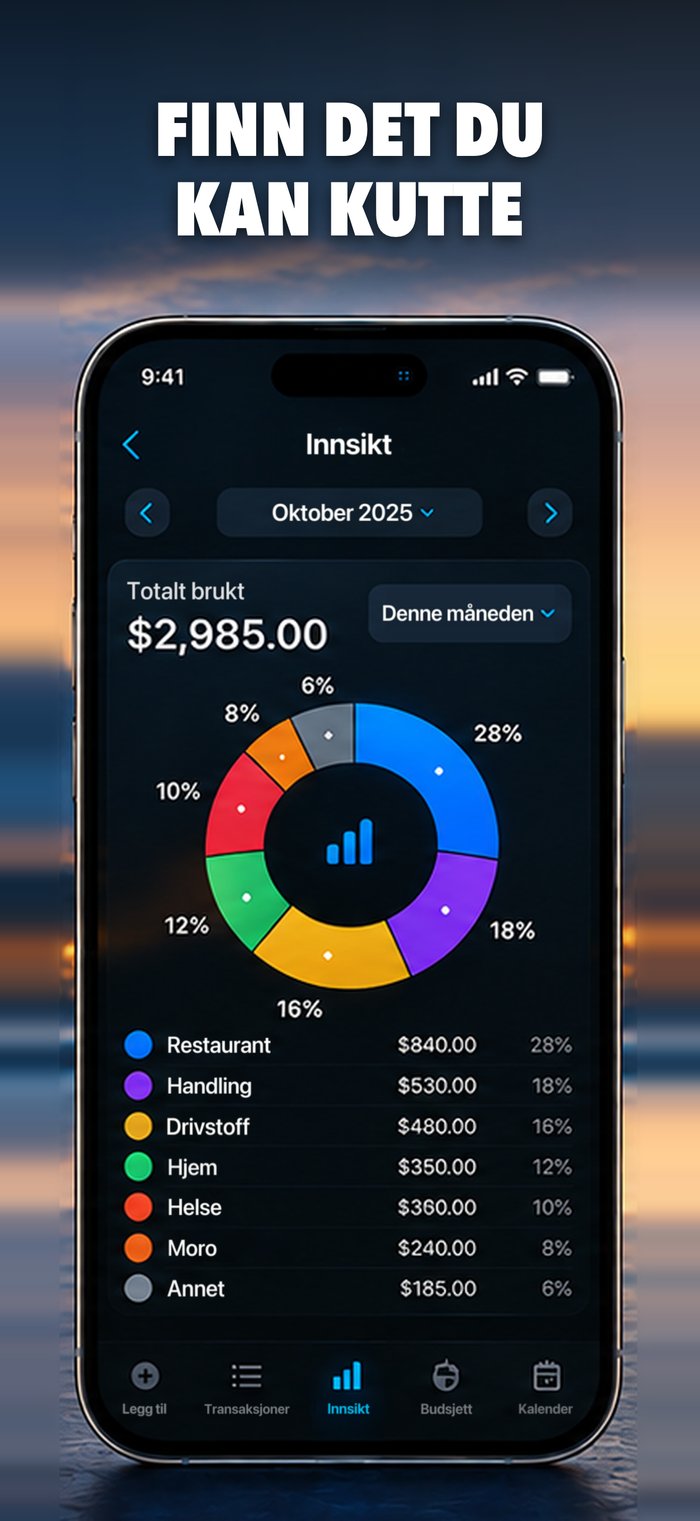 FINN DET DU
KAN KUTTE
9:41
Innsikt
Oktober 2025
Totalt brukt
$2,985.00
Denne måneden
6%
8%
28%
10%
12%
18%
16%
Restaurant $840.00 28%
Handling $530.00 18%
Drivstoff $480.00 16%
Hjem $350.00 12%
Helse $360.00 10%
Moro $240.00 8%
Annet $185.00 6%
Legg til Transaksjoner Innsikt Budsjett Kalender